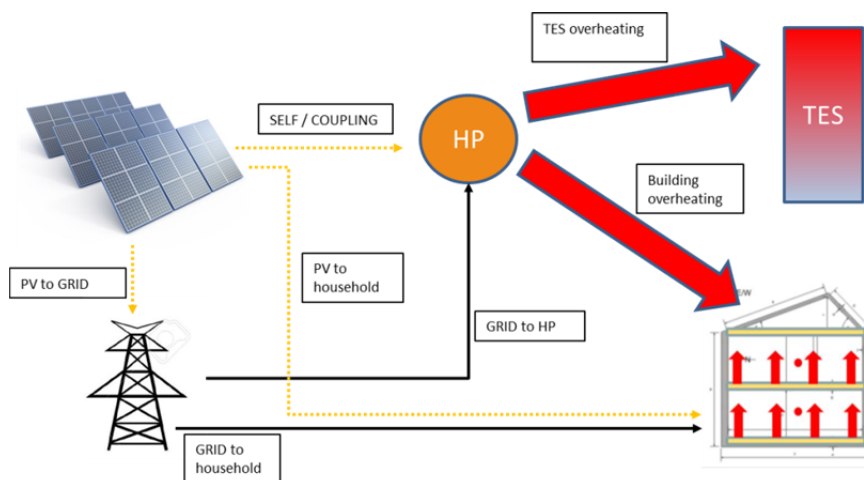 TES overheating
TES
SELF / COUPLING
HP
Building
overheating
PV to GRID
PV to
household
GRID to HP
GRID to
household